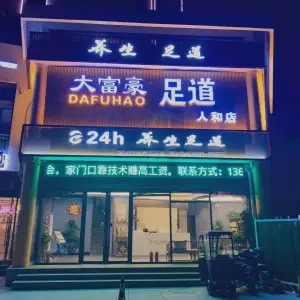 养生 足道
大富豪
DAFUHAO
足道
人和店
24h 养生足道
会，家门口靠技术赚高工资。联系方式：136